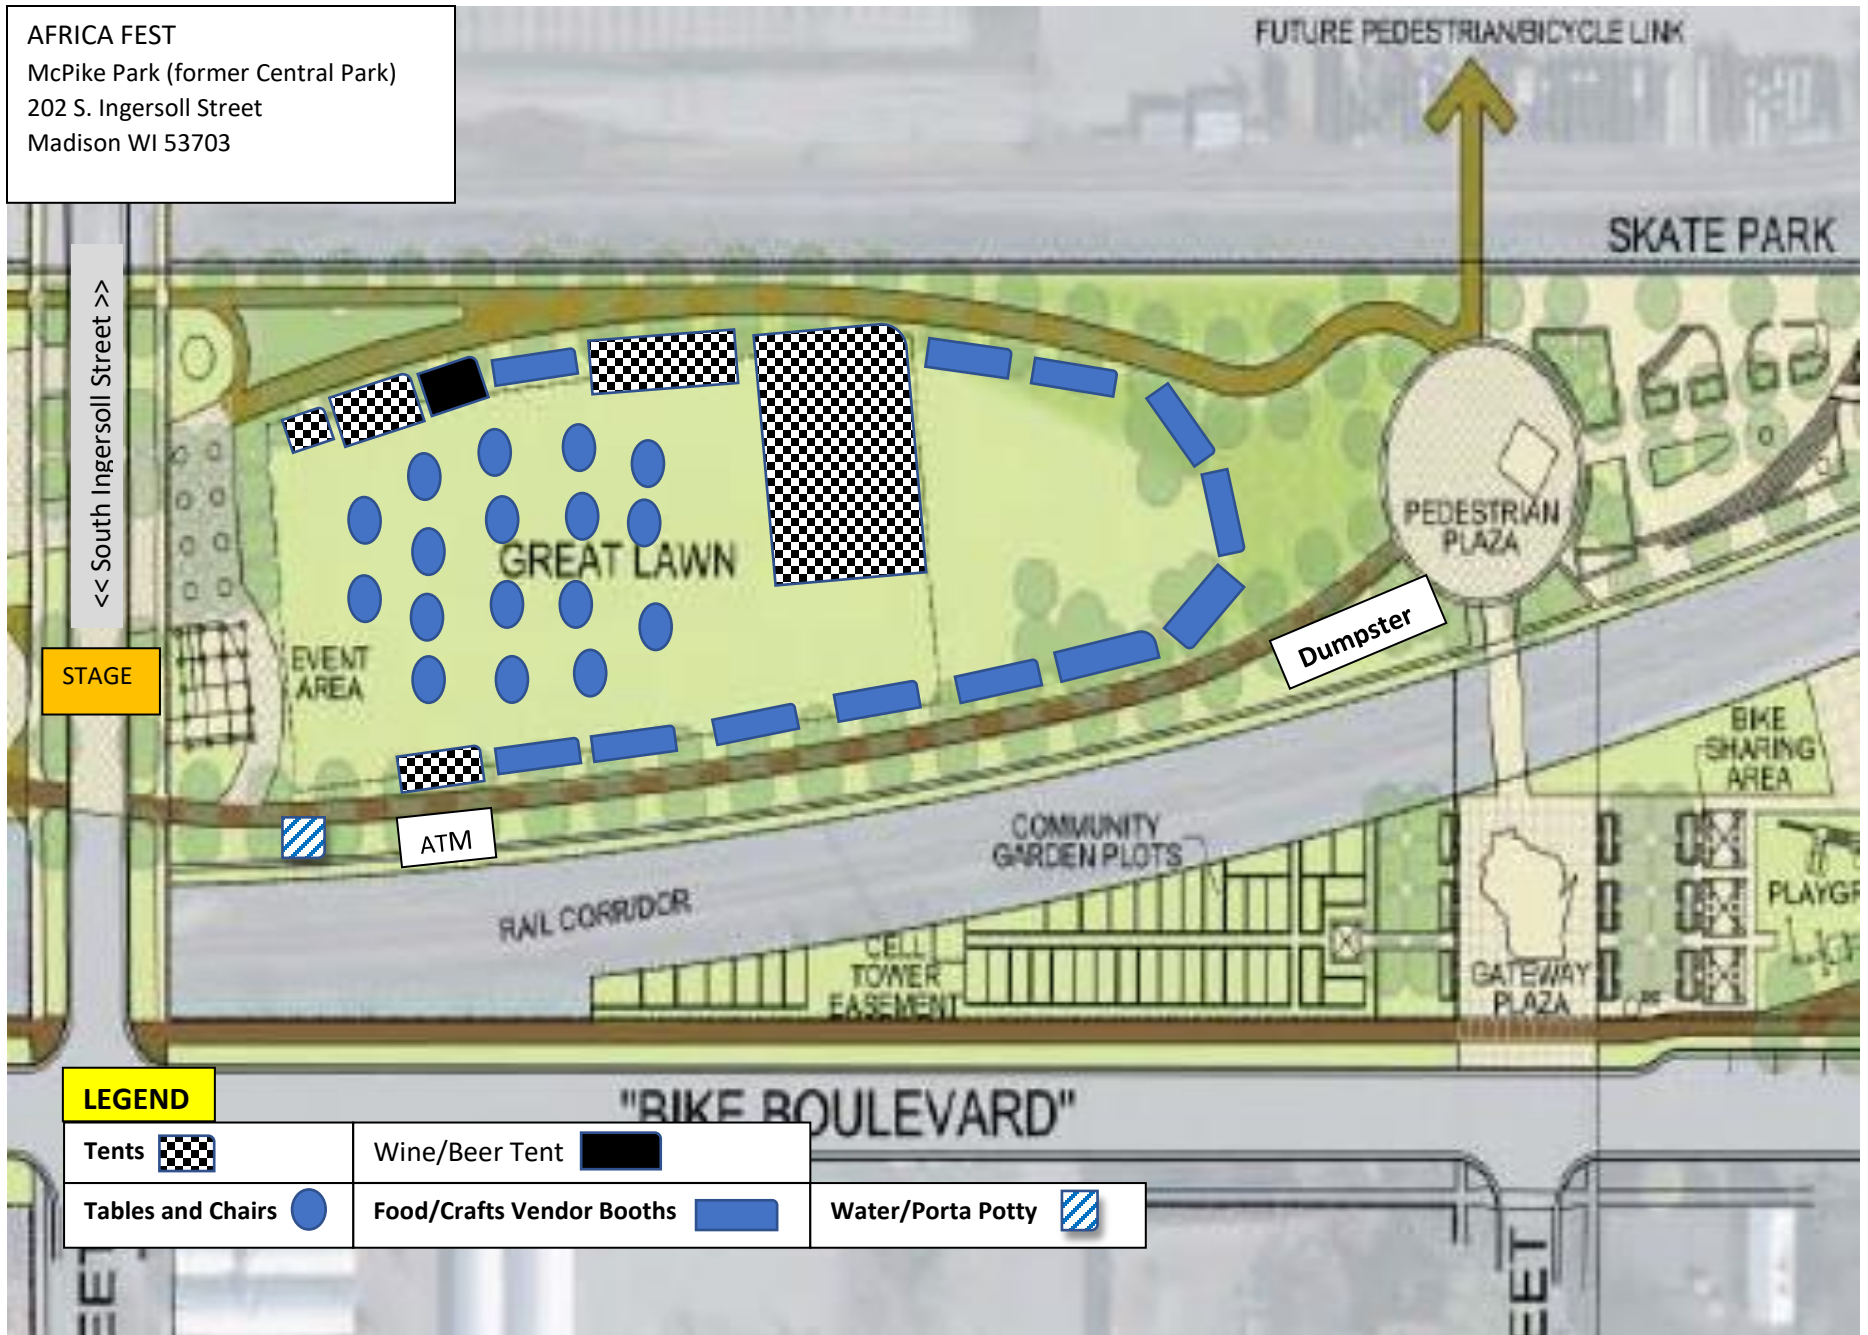 AFRICA FEST
McPike Park (former Central Park)
202 S. Ingersoll Street
Madison WI 53703
FUTURE PEDESTRIAN/BICYCLE LINK
SKATE PARK
<< South Ingersoll Street >>
STAGE
GREAT LAWN
EVENT
AREA
PEDESTRIAN
PLAZA
Dumpster
ATM
BIKE
SHARING
AREA
COMMUNITY
GARDEN PLOTS
RAIL CORRIDOR
CELL
TOWER
EASEMENT
GATEWAY
PLAZA
PLAYGR
"BIKE BOULEVARD"
LEGEND
Tents
Wine/Beer Tent
Tables and Chairs
Food/Crafts Vendor Booths
Water/Porta Potty
EET
EET